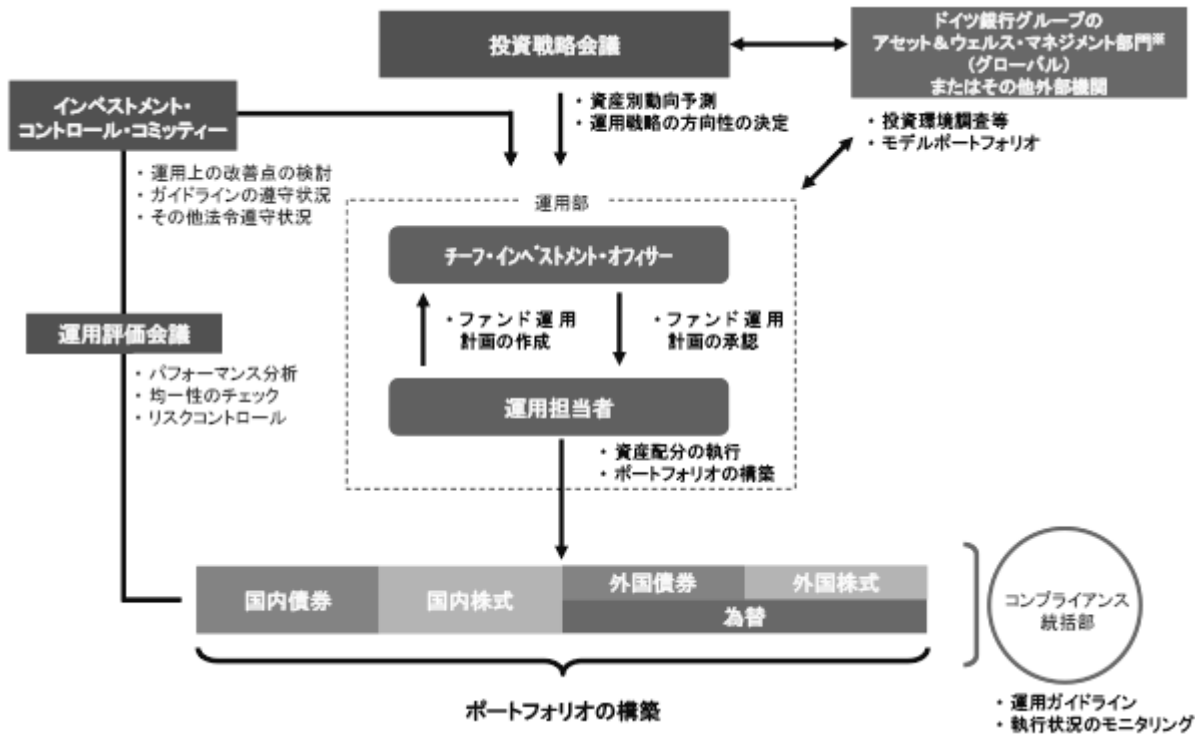 投資戦略会議
ドイツ銀行グループの
アセット＆ウェルス・マネジメント部門※
(グローバル)
またはその他外部機関
インベストメント・
コントロール・コミッティー
・ 資産別動向予測
・ 運用戦略の方向性の決定
・ 投資環境調査等
・ モデルポートフォリオ
・ 運用上の改善点の検討
・ ガイドラインの遵守状況
・ その他法令遵守状況
運用部
チーフ・インベストメント・オフィサー
・ ファンド運用
計画の作成
・ ファンド運用
計画の承認
運用評価会議
・ パフォーマンス分析
・ 均一性のチェック
・ リスクコントロール
運用担当者
・ 資産配分の執行
・ ポートフォリオの構築
国内債券
国内株式
外国債券
外国株式
為替
コンプライアンス
統括部
ポートフォリオの構築
・ 運用ガイドライン
・ 執行状況のモニタリング